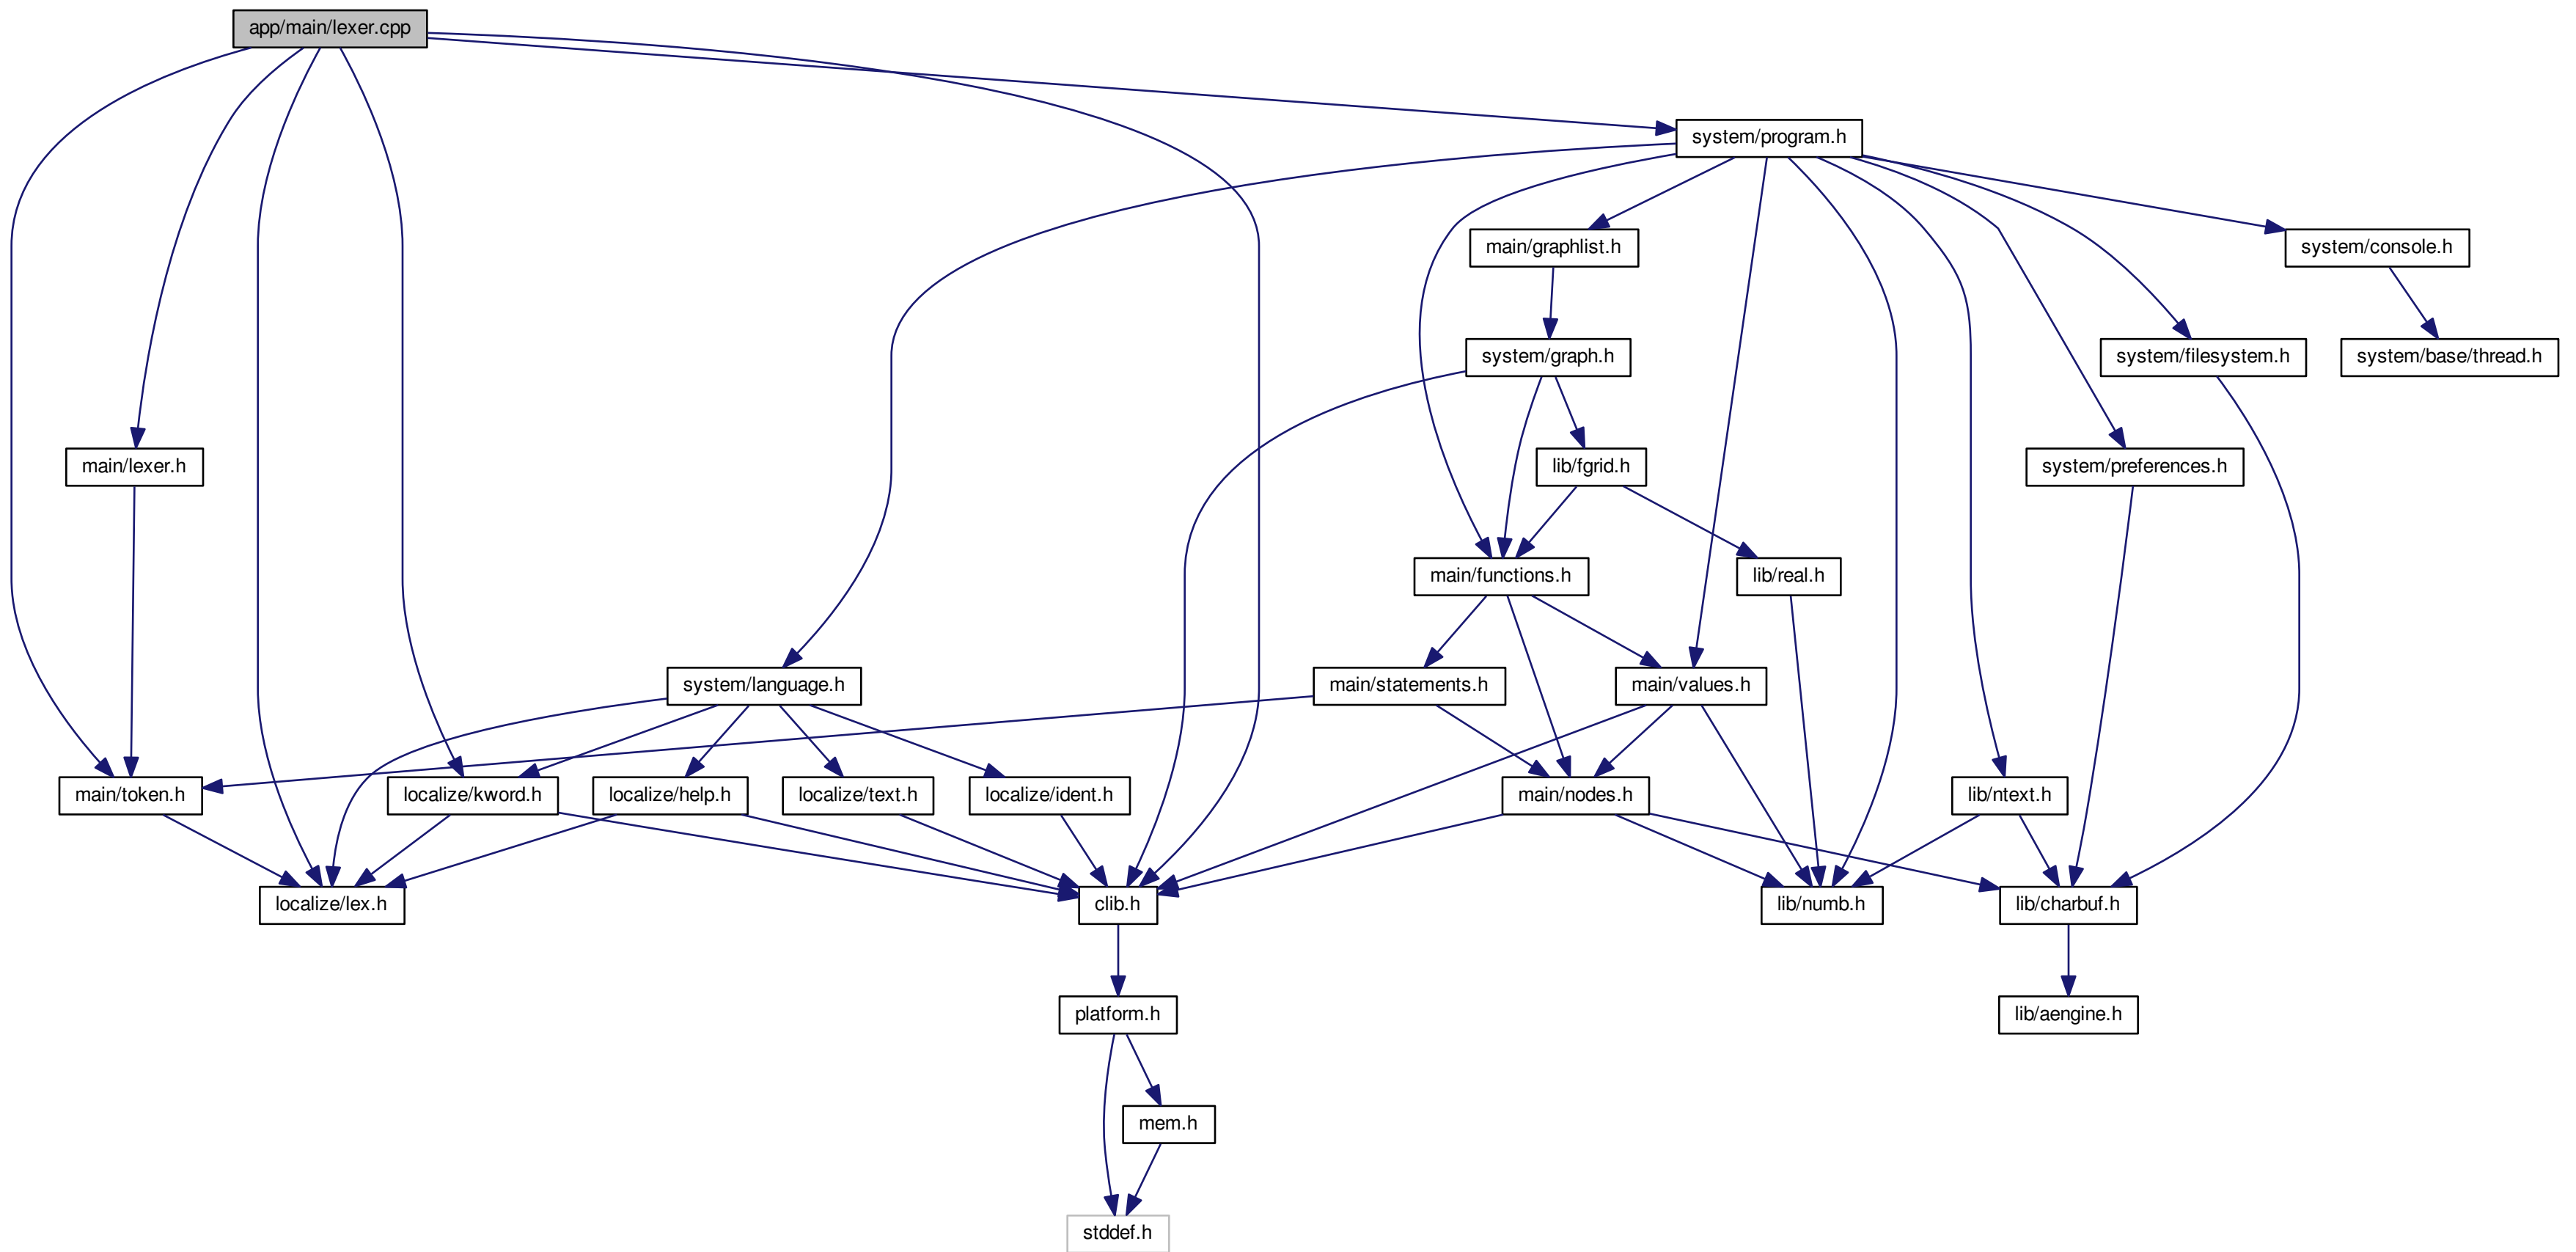 app/main/lexer.cpp
system/program.h
main/graphlist.h
system/console.h
system/graph.h
system/filesystem.h
system/base/thread.h
main/lexer.h
lib/fgrid.h
system/preferences.h
main/functions.h
lib/real.h
system/language.h
main/statements.h
main/values.h
main/token.h
localize/kword.h
localize/help.h
localize/text.h
localize/ident.h
main/nodes.h
lib/ntext.h
localize/lex.h
clib.h
lib/numb.h
lib/charbuf.h
platform.h
lib/aengine.h
mem.h
stddef.h